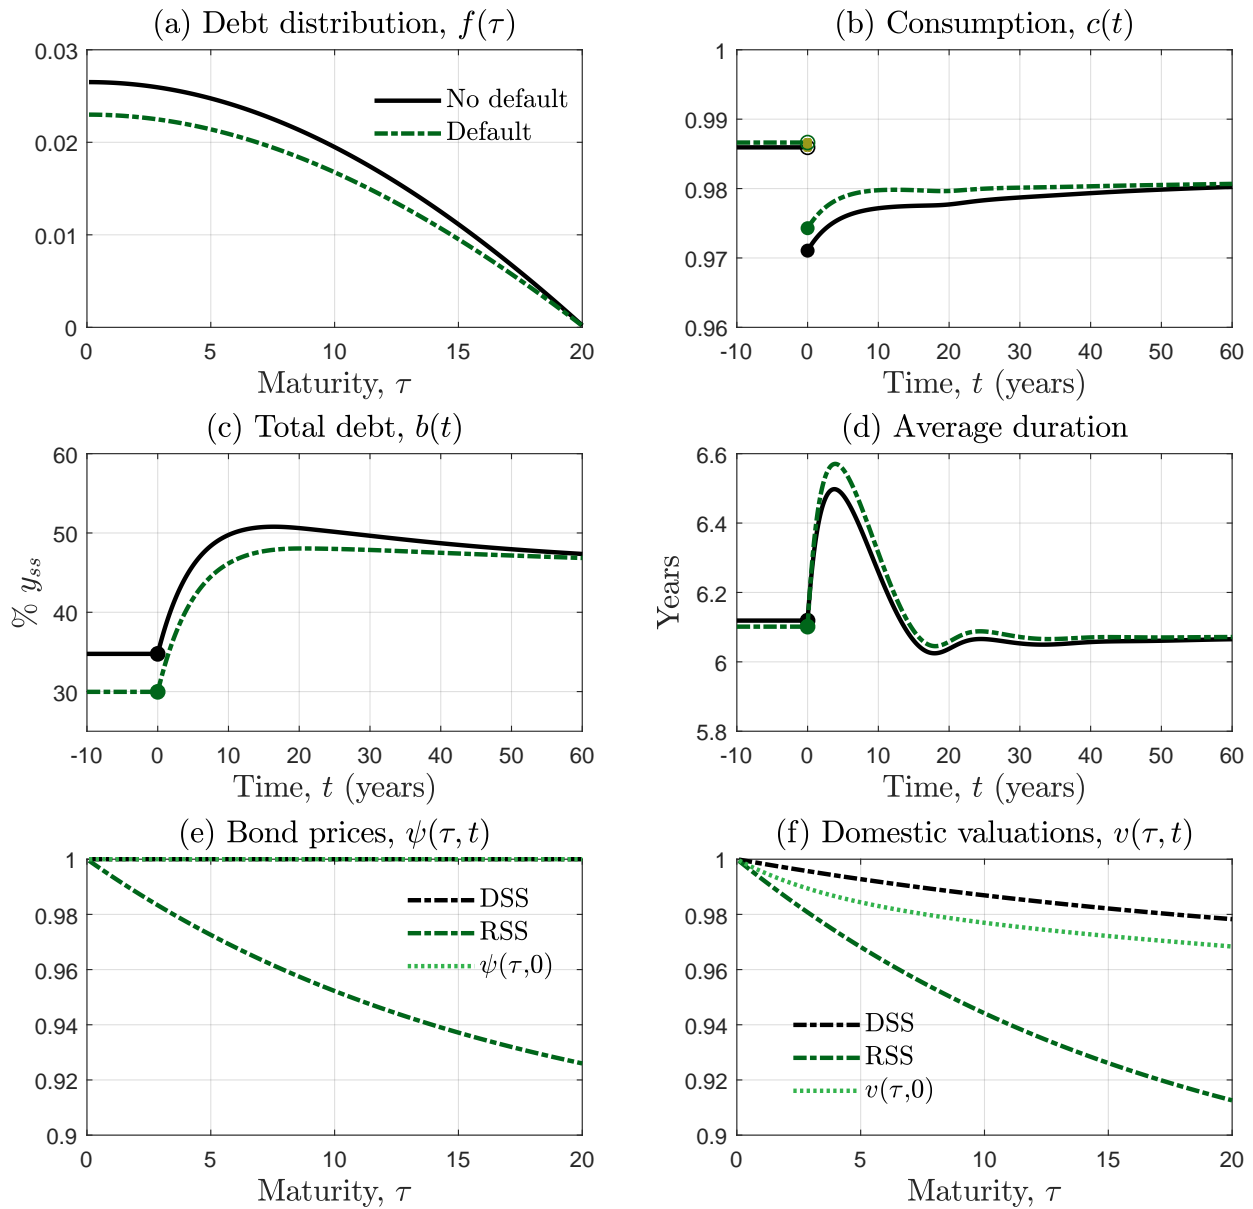 (a) Debt distribution, f(τ)
0.03
0.02
0.01
0
No default
Default
0 5 10 15 20
Maturity, τ
(b) Consumption, c(t)
1
0.99
0.98
0.97
0.96
-10 0 10 20 30 40 50 60
Time, t (years)
(c) Total debt, b(t)
% yss
60
50
40
30
-10 0 10 20 30 40 50 60
Time, t (years)
(d) Average duration
Years
6.6
6.4
6.2
6
5.8
-10 0 10 20 30 40 50 60
Time, t (years)
(e) Bond prices, ψ(τ, t)
1
0.98
0.96
0.94
0.92
0.9
DSS
RSS
ψ(τ,0)
0 5 10 15 20
Maturity, τ
(f) Domestic valuations, v(τ, t)
1
0.98
0.96
0.94
0.92
0.9
DSS
RSS
v(τ,0)
0 5 10 15 20
Maturity, τ